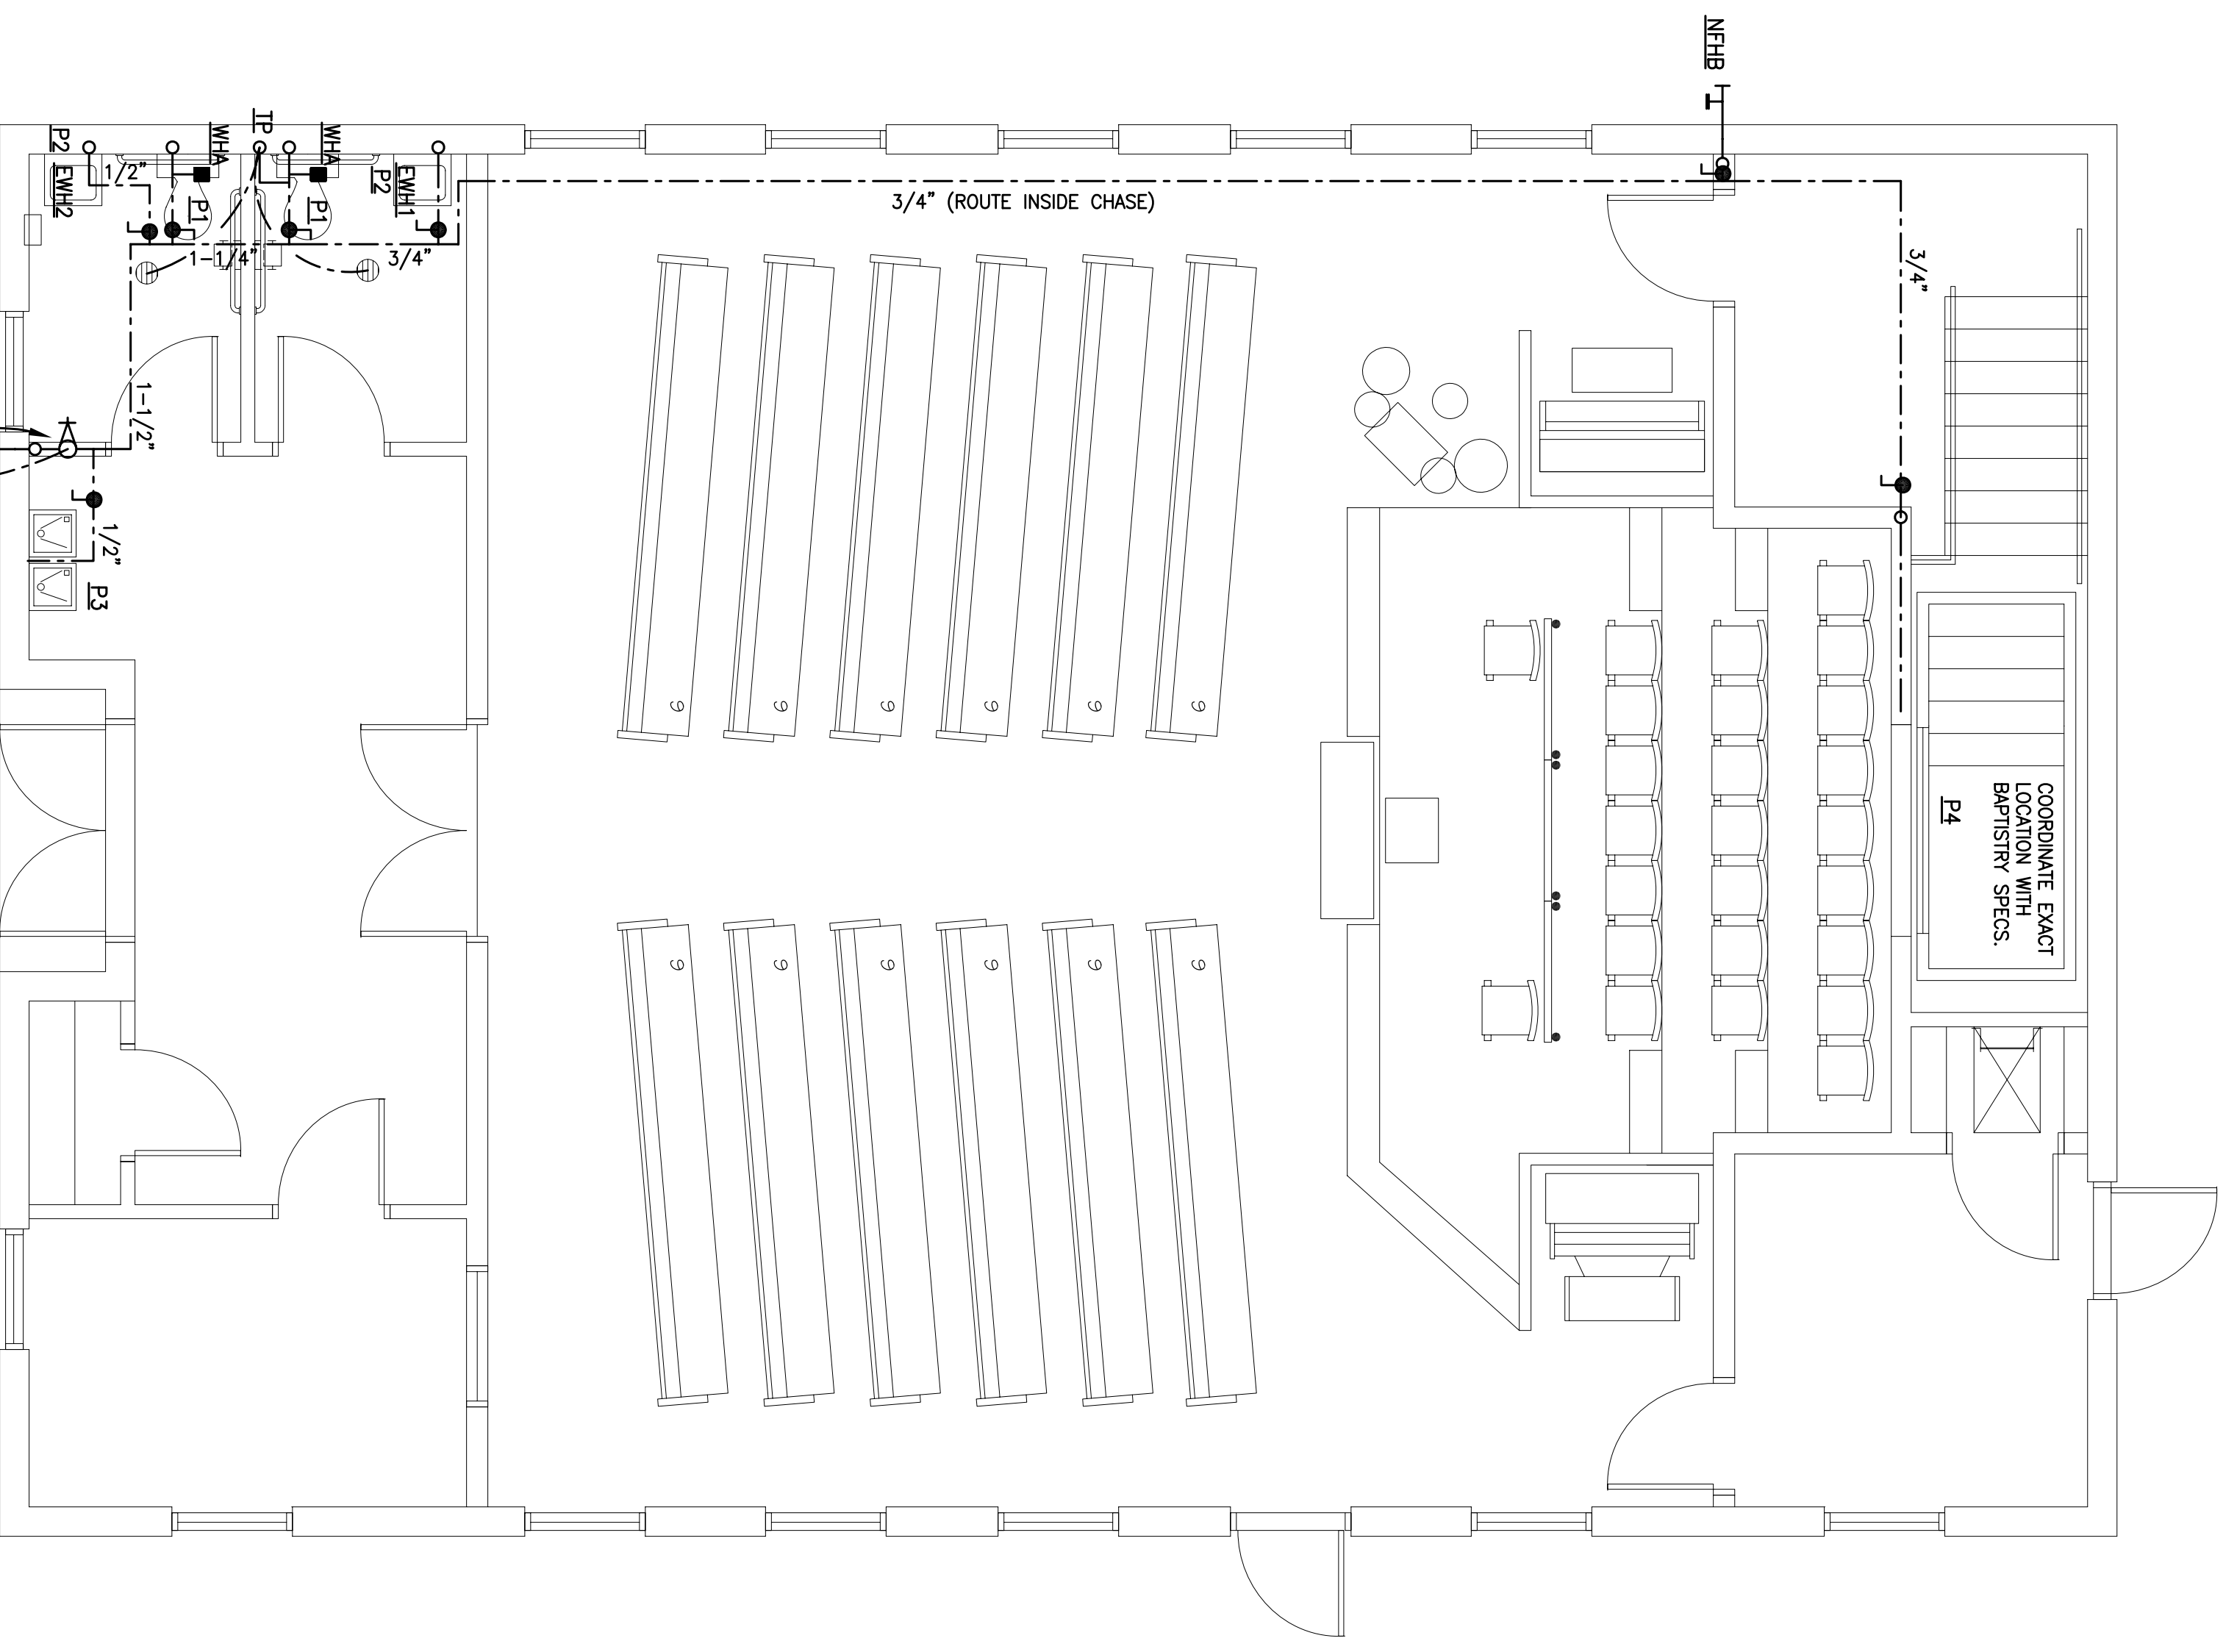 NFHB
P2
EWH2
1/2"
WHA
P1
TP
WHA
P1
P2
EWH1
1-1/4"
3/4"
3/4" (ROUTE INSIDE CHASE)
3/4"
1-1/2"
1/2"
P3
6
6
6
6
6
6
COORDINATE EXACT
LOCATION WITH
BAPTISTRY SPECS.
P4
6
6
6
6
6
6